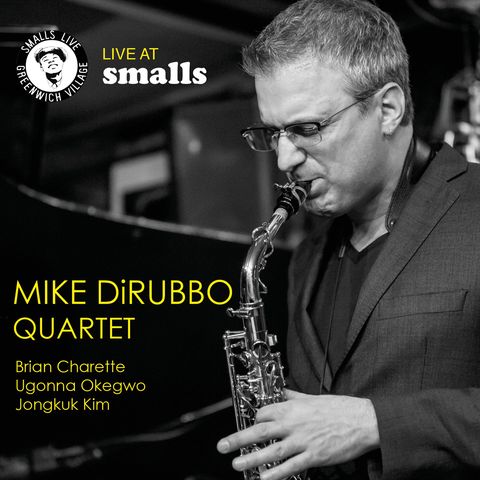 SMALLS LIVE
GREENWICH VILLAGE
LIVE AT
smalls
MIKE DiRUBBO
QUARTET
Brian Charette
Ugonna Okegwo
Jongkuk Kim